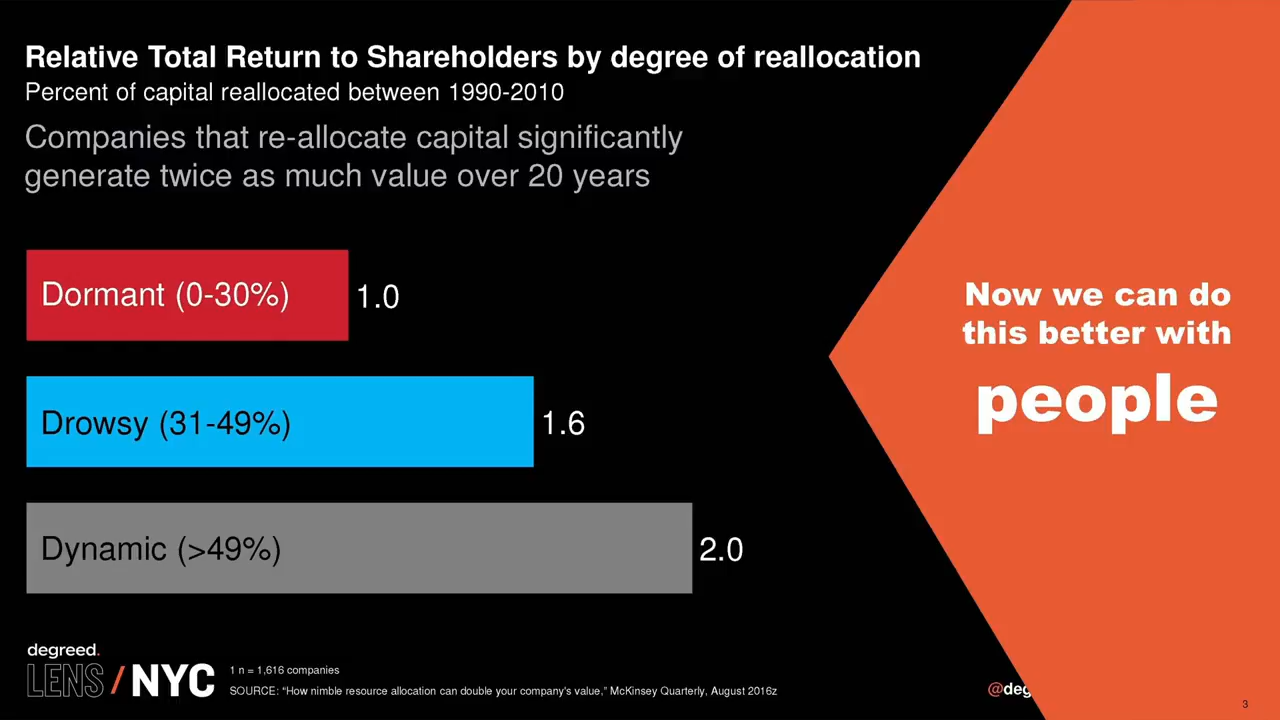 Relative Total Return to Shareholders by degree of reallocation
Percent of capital reallocated between 1990-2010
Companies that re-allocate capital significantly
generate twice as much value over 20 years
Dormant (0-30%) 1.0
Drowsy (31-49%) 1.6
Dynamic (>49%) 2.0
Now we can do
this better with
people
degreed.
LENS / NYC
1 n = 1,616 companies
SOURCE: “How nimble resource allocation can double your company's value,” McKinsey Quarterly, August 2016z
@deg
3